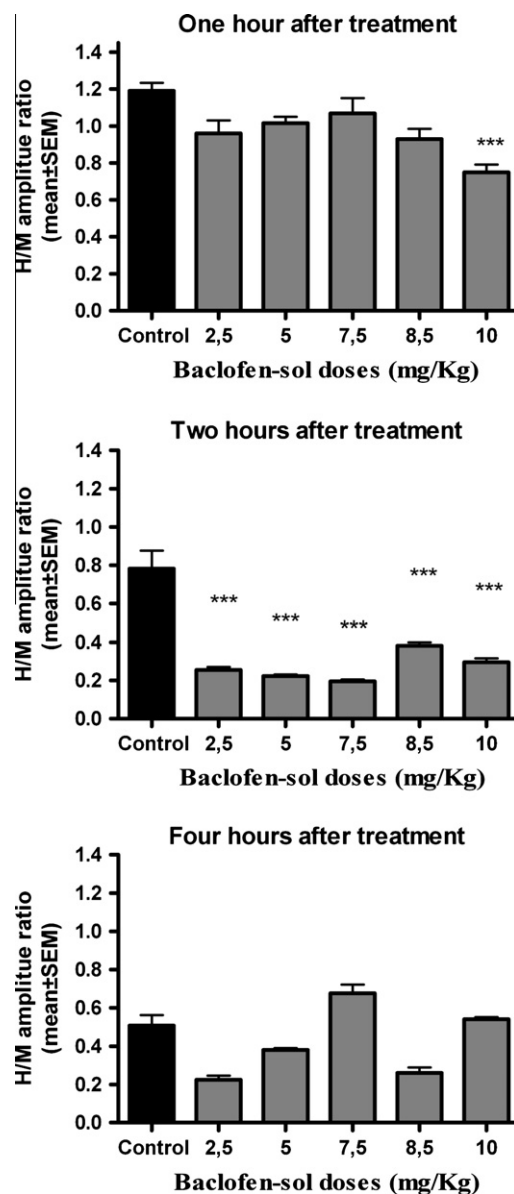 One hour after treatment
H/M amplitue ratio
(mean±SEM)
1.4
1.2
1.0
0.8
0.6
0.4
0.2
0.0
***
Control 2,5 5 7,5 8,5 10
Baclofen-sol doses (mg/Kg)
Two hours after treatment
H/M amplitue ratio
(mean±SEM)
1.4
1.2
1.0
0.8
0.6
0.4
0.2
0.0
*** *** *** *** ***
Control 2,5 5 7,5 8,5 10
Baclofen-sol doses (mg/Kg)
Four hours after treatment
H/M amplitue ratio
(mean±SEM)
1.4
1.2
1.0
0.8
0.6
0.4
0.2
0.0
Control 2,5 5 7,5 8,5 10
Baclofen-sol doses (mg/Kg)